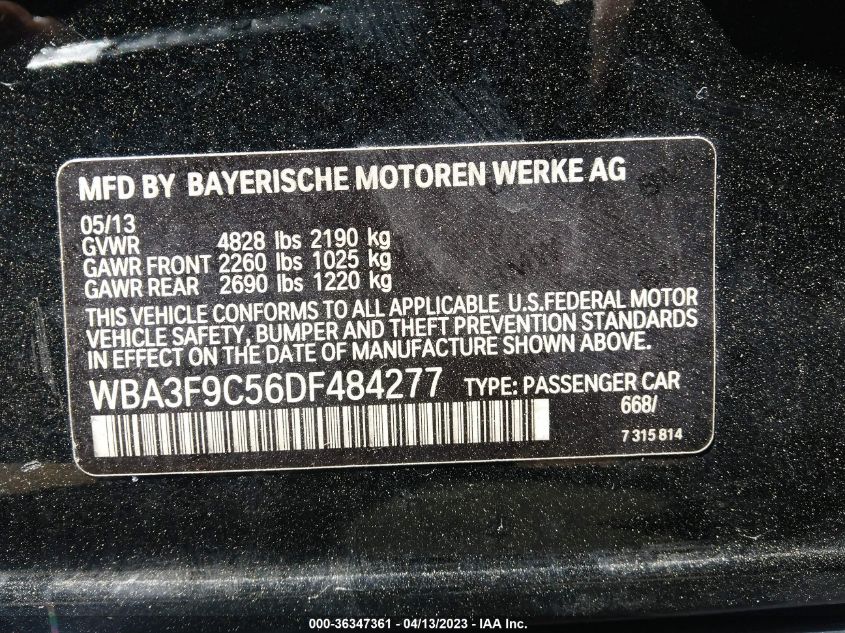 MFD BY BAYERISCHE MOTOREN WERKE AG
05/13
GVWR 4828 lbs 2190 kg
GAWR FRONT 2260 lbs 1025 kg
GAWR REAR 2690 lbs 1220 kg
THIS VEHICLE CONFORMS TO ALL APPLICABLE U.S.FEDERAL MOTOR
VEHICLE SAFETY, BUMPER AND THEFT PREVENTION STANDARDS
IN EFFECT ON THE DATE OF MANUFACTURE SHOWN ABOVE.
WBA3F9C56DF484277 TYPE: PASSENGER CAR
668/
7 315 814
000-36347361 - 04/13/2023 - IAA Inc.